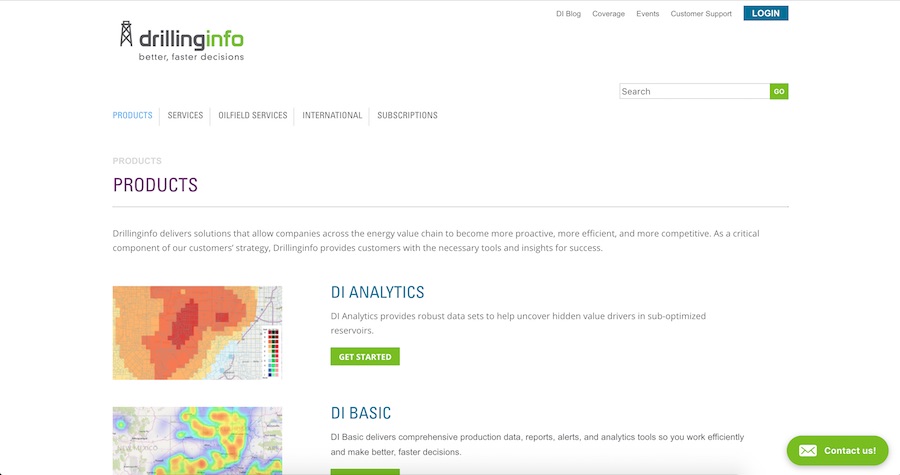 DI Blog Coverage Events Customer Support LOGIN
drillinginfo
better, faster decisions
Search GO
PRODUCTS SERVICES OILFIELD SERVICES INTERNATIONAL SUBSCRIPTIONS
PRODUCTS
PRODUCTS
Drillinginfo delivers solutions that allow companies across the energy value chain to become more proactive, more efficient, and more competitive. As a critical
component of our customers' strategy, Drillinginfo provides customers with the necessary tools and insights for success.
DI ANALYTICS
DI Analytics provides robust data sets to help uncover hidden value drivers in sub-optimized
reservoirs.
GET STARTED
DI BASIC
DI Basic delivers comprehensive production data, reports, alerts, and analytics tools so you work efficiently
and make better, faster decisions.
NEW MEXICO
Contact us!